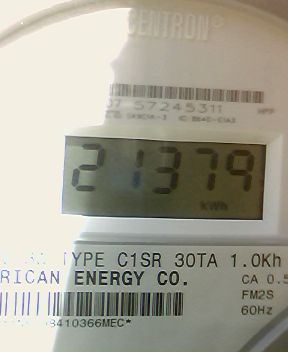 CENTRON®
57245311
21379
kWh
TYPE C1SR 30TA 1.0Kh
RICAN ENERGY CO.
CA 0.5
FM2S
60Hz
8410366MEC*